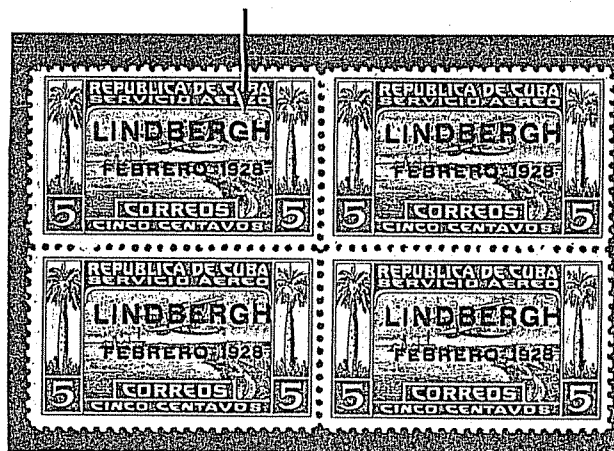 REPUBLICA DE CUBA
SERVICIO AEREO
LINDBERGH
FEBRERO 1928
5 CORREOS 5
CINCO CENTAVOS
REPUBLICA DE CUBA
SERVICIO AEREO
LINDBERGH
FEBRERO 1928
5 CORREOS 5
CINCO CENTAVOS
REPUBLICA DE CUBA
SERVICIO AEREO
LINDBERGH
FEBRERO 1928
5 CORREOS 5
CINCO CENTAVOS
REPUBLICA DE CUBA
SERVICIO AEREO
LINDBERGH
FEBRERO 1928
5 CORREOS 5
CINCO CENTAVOS